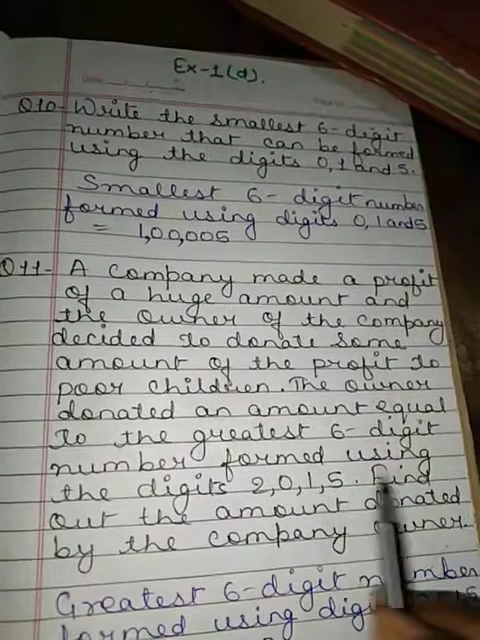 Ex-1(d).
Q10- Write the smallest 6-digit
number that can be formed
using the digits 0,1 and 5.
Smallest 6-digit number
formed using digits 0,1 and 5
= 1,00,005
Q11- A company made a profit
of a huge amount and
the owner of the company
decided to donate some
amount of the profit to
poor children. The owner
donated an amount equal
to the greatest 6-digit
number formed using
the digits 2,0,1,5. Find
out the amount donated
by the company owner.
Greatest 6-digit number
formed using